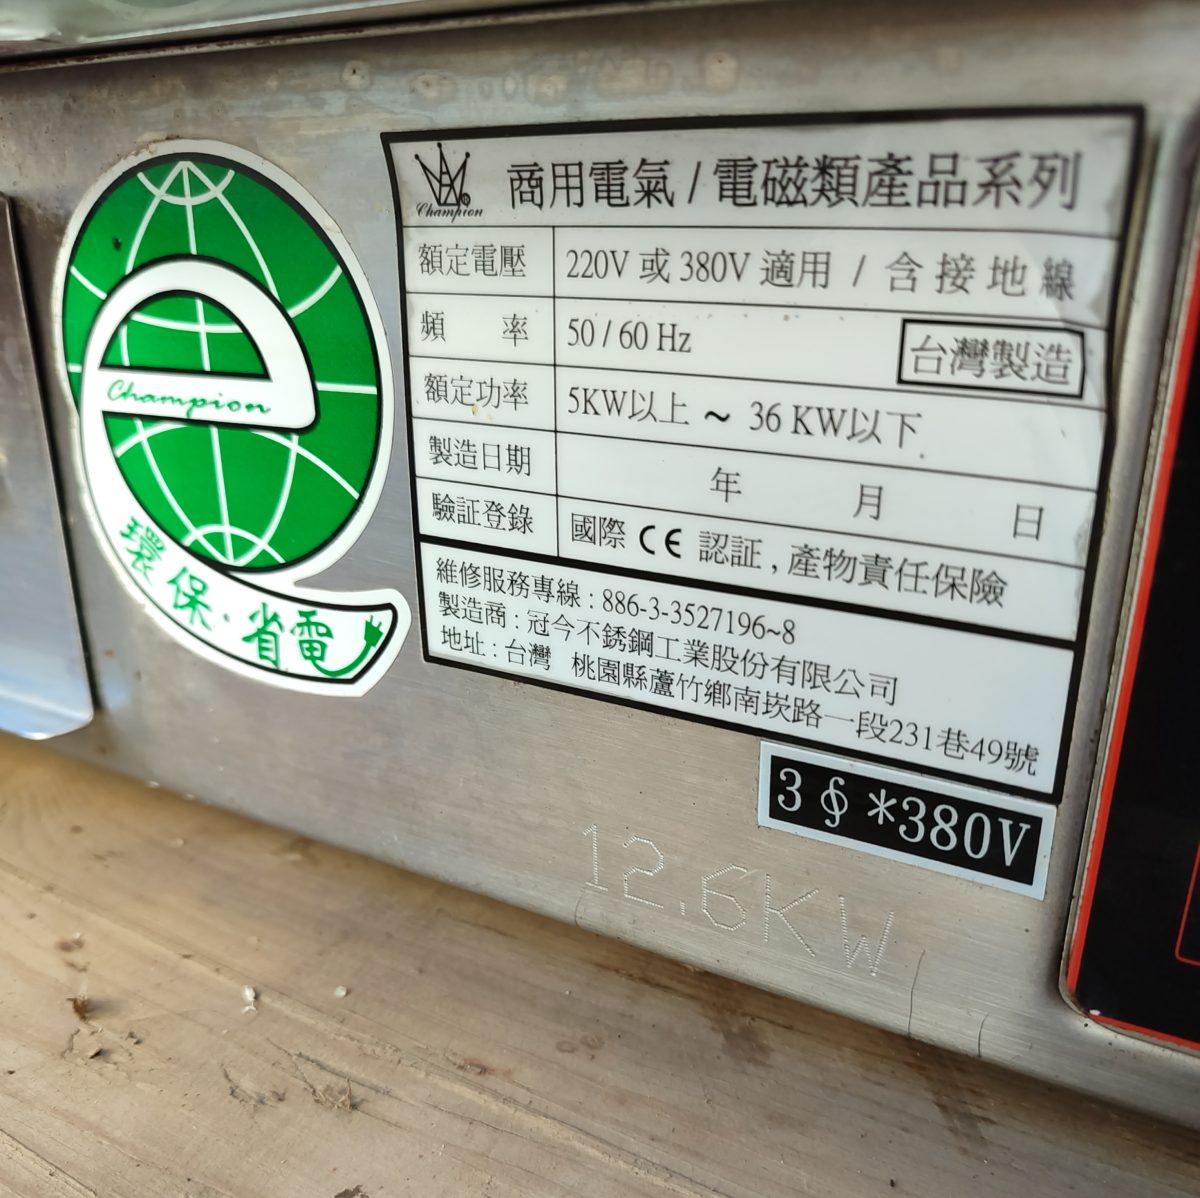 Champion
環保·省電
Champion
商用電氣 / 電磁類產品系列
額定電壓 220V 或 380V 適用 / 含接地線
頻率 50 / 60 Hz 台灣製造
額定功率 5KW以上 ~ 36 KW以下
製造日期 年 月 日
驗証登錄 國際 CE 認証 , 產物責任保險
維修服務專線 : 886-3-3527196~8
製造商 : 冠今不銹鋼工業股份有限公司
地址 : 台灣 桃園縣蘆竹鄉南崁路一段231巷49號
3 ∮ *380V
12.6KW